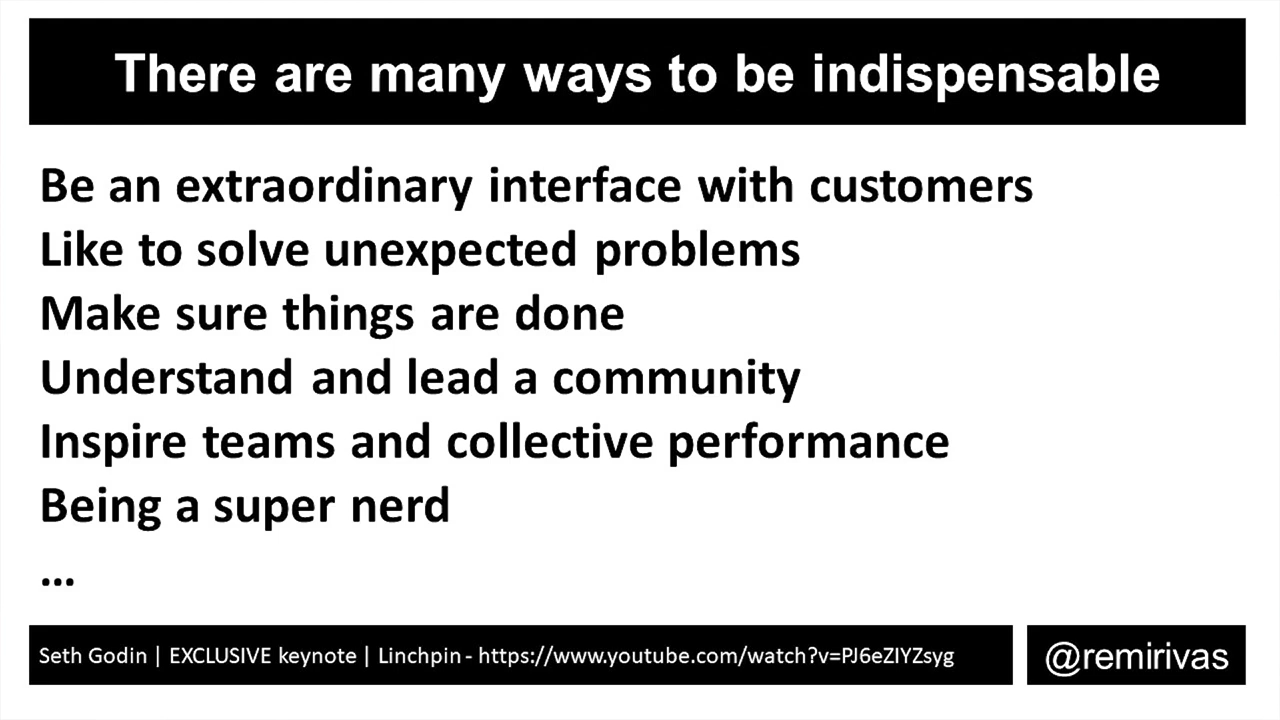 There are many ways to be indispensable
Be an extraordinary interface with customers
Like to solve unexpected problems
Make sure things are done
Understand and lead a community
Inspire teams and collective performance
Being a super nerd
...
Seth Godin | EXCLUSIVE keynote | Linchpin - https://www.youtube.com/watch?v=PJ6eZIYZsyg
@remirivas